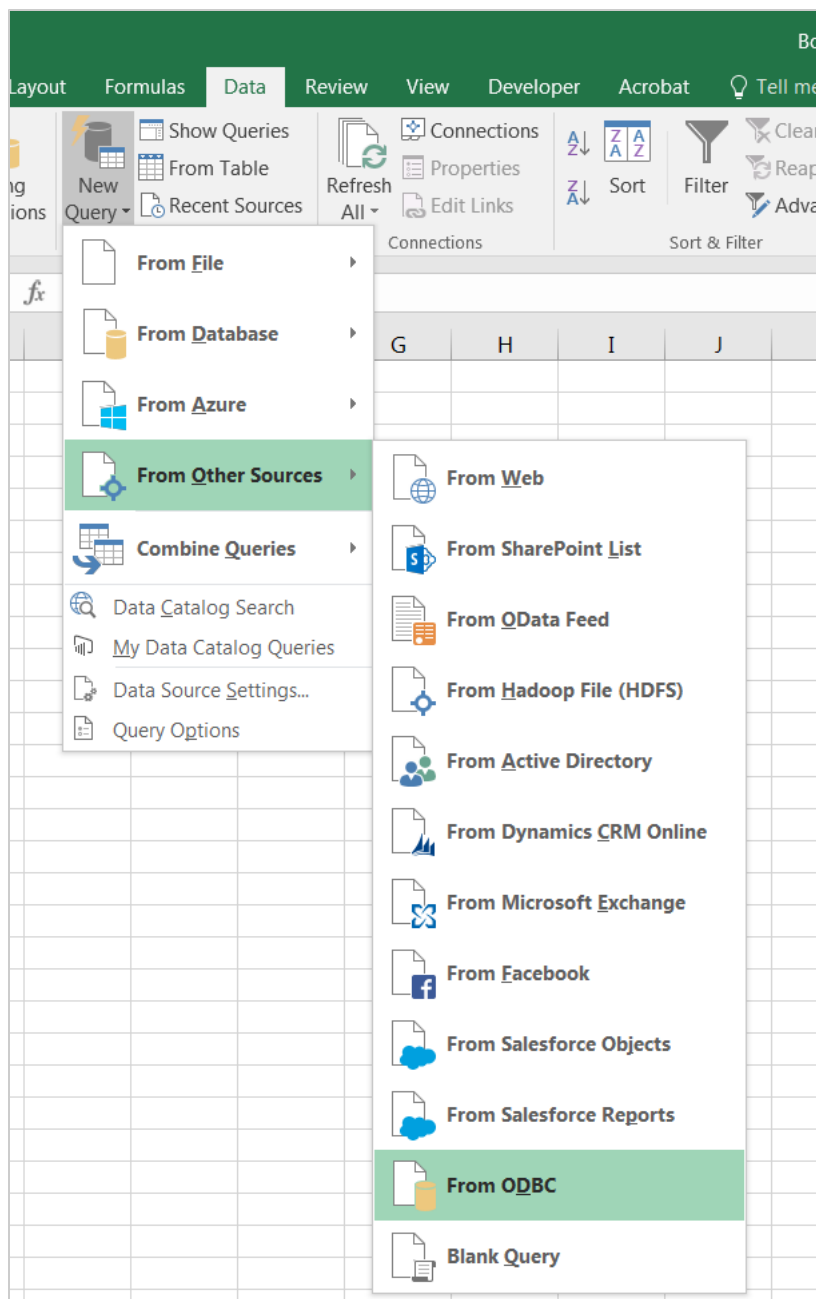 Bo
Layout Formulas Data Review View Developer Acrobat Tell me
Show Queries
From Table
Recent Sources
New
Query
ng
ions
Refresh
All
Connections
Properties
Edit Links
Connections
A
Z
Z
A
Z A
A Z
Sort
Filter
Clear
Reap
Adva
Sort & Filter
fx
G H I J
From File
From Database
From Azure
From Other Sources
Combine Queries
Data Catalog Search
My Data Catalog Queries
Data Source Settings...
Query Options
From Web
From SharePoint List
From OData Feed
From Hadoop File (HDFS)
From Active Directory
From Dynamics CRM Online
From Microsoft Exchange
From Facebook
From Salesforce Objects
From Salesforce Reports
From ODBC
Blank Query